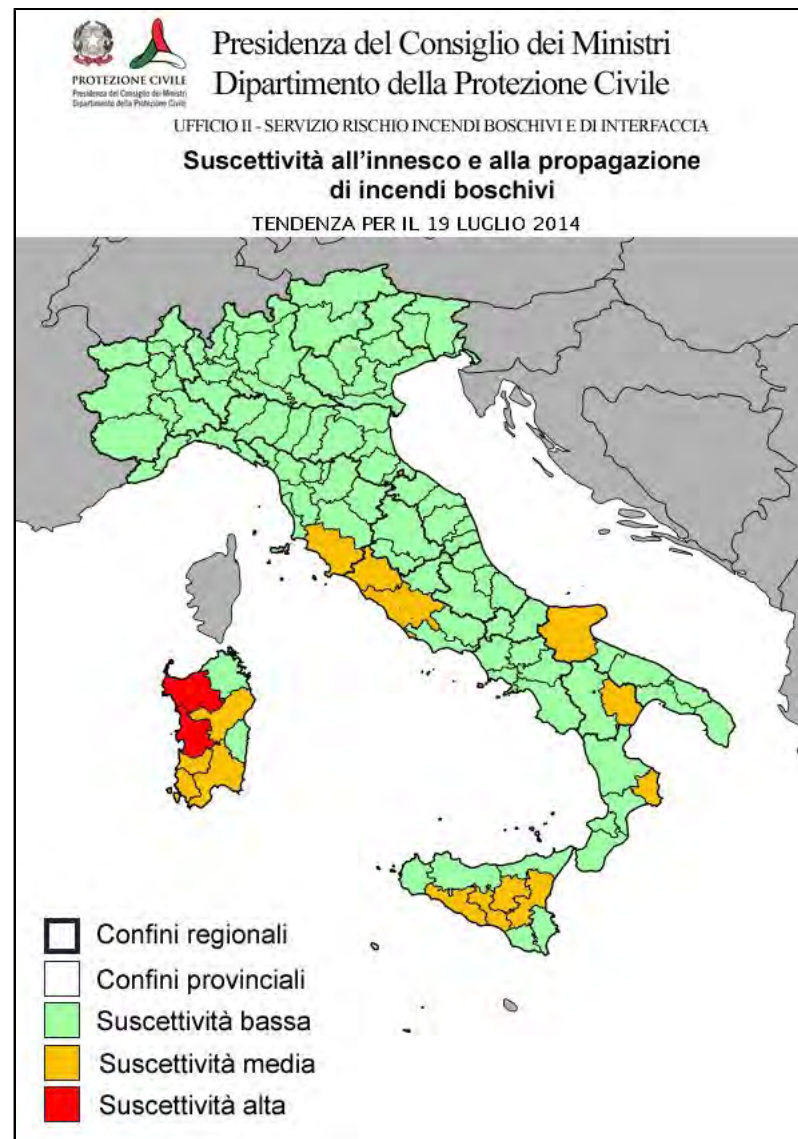 PROTEZIONE CIVILE
Presidenza del Consiglio dei Ministri
Dipartimento della Protezione Civile
Presidenza del Consiglio dei Ministri
Dipartimento della Protezione Civile
UFFICIO II - SERVIZIO RISCHIO INCENDI BOSCHIVI E DI INTERFACCIA
Suscettività all'innesco e alla propagazione
di incendi boschivi
TENDENZA PER IL 19 LUGLIO 2014
Confini regionali
Confini provinciali
Suscettività bassa
Suscettività media
Suscettività alta